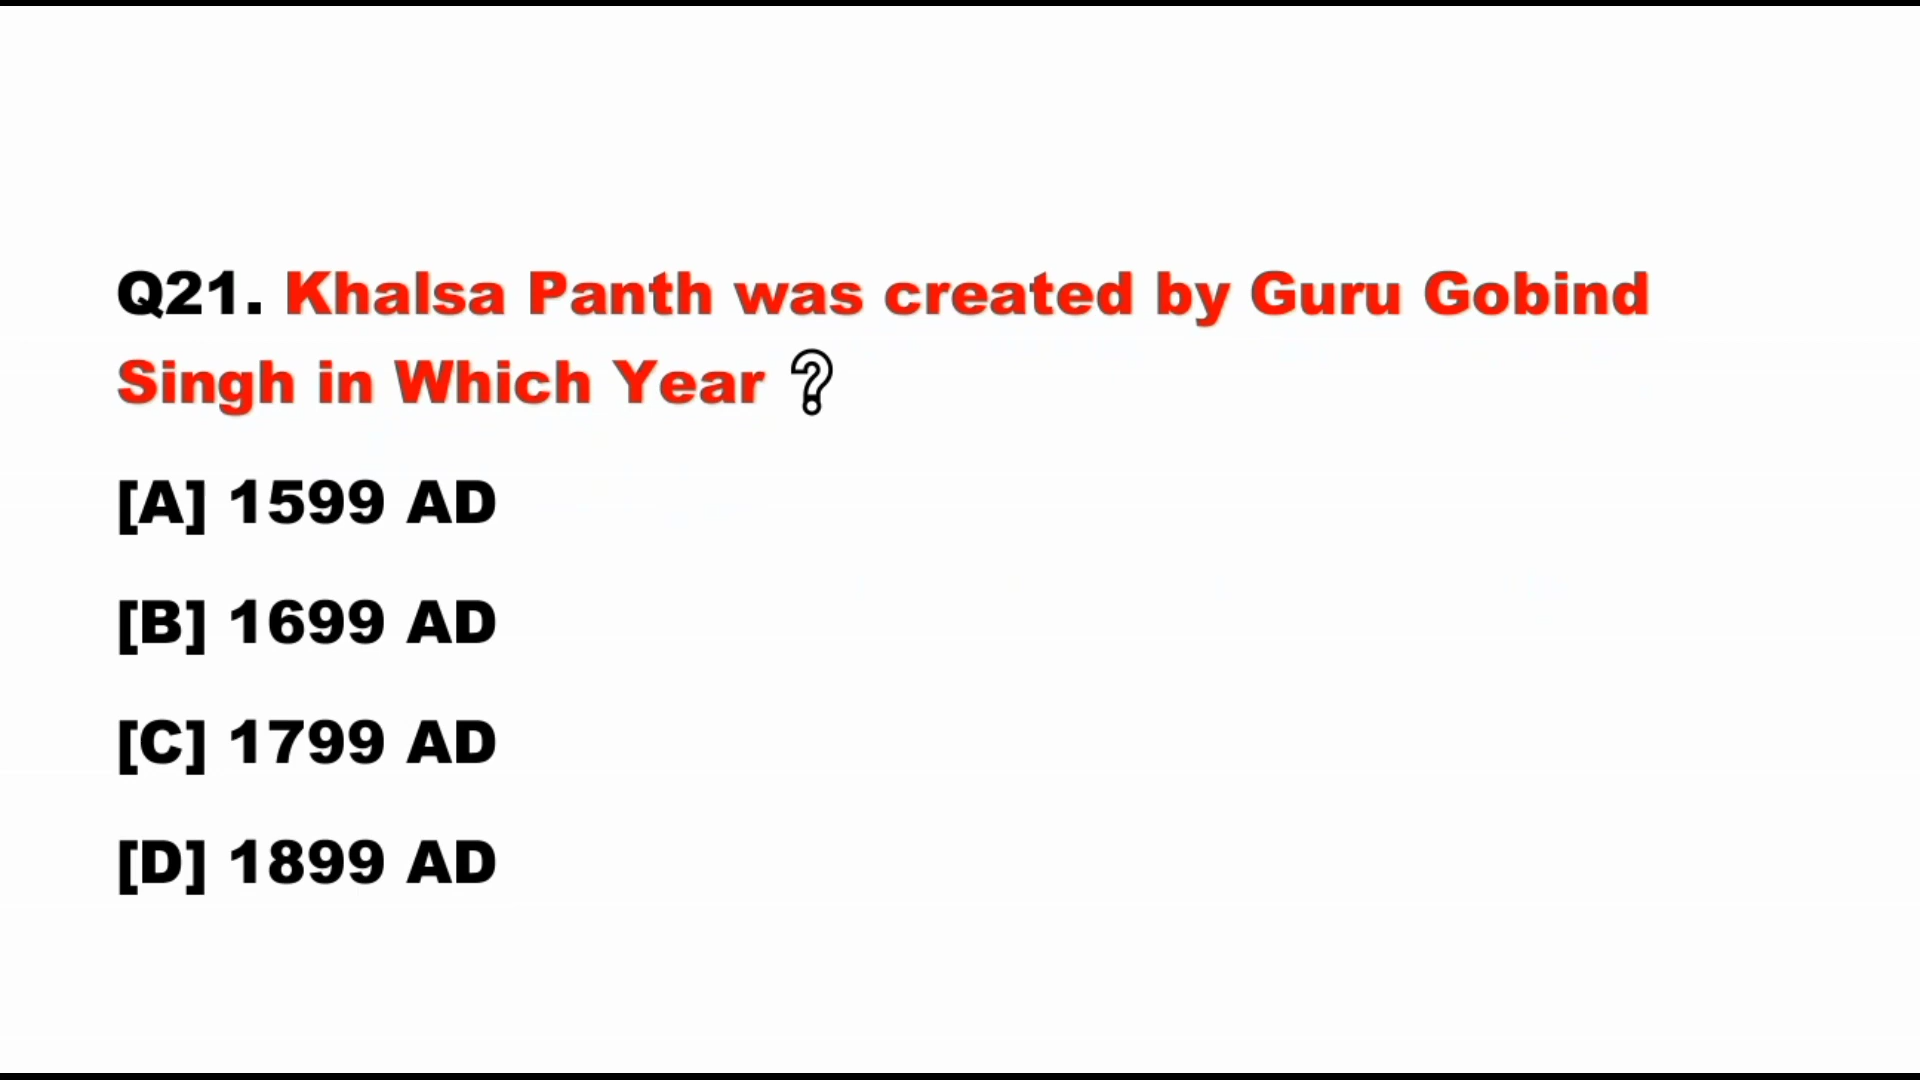 Q21. Khalsa Panth was created by Guru Gobind
Singh in Which Year ?
[A] 1599 AD
[B] 1699 AD
[C] 1799 AD
[D] 1899 AD